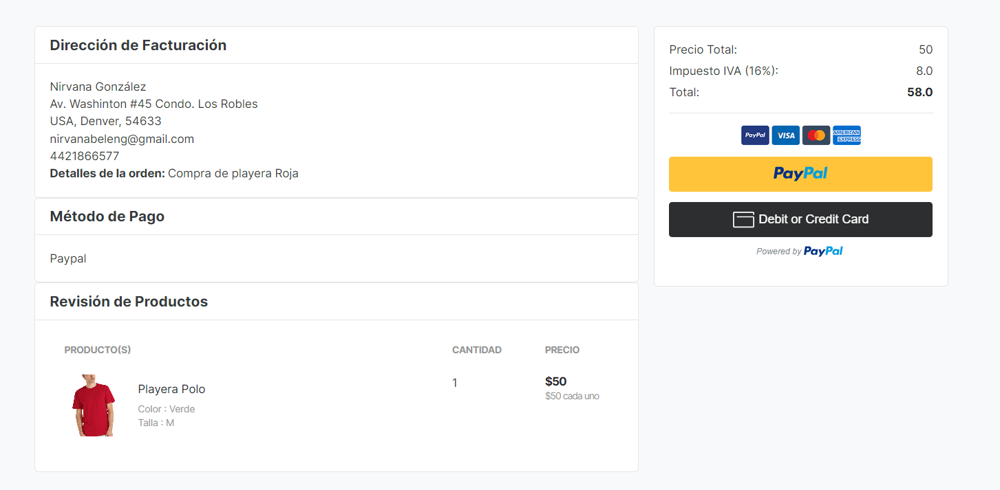 Dirección de Facturación
Nirvana González
Av. Washinton #45 Condo. Los Robles
USA, Denver, 54633
nirvanabeleng@gmail.com
4421866577
Detalles de la orden: Compra de playera Roja
Método de Pago
Paypal
Revisión de Productos
PRODUCTO(S) CANTIDAD PRECIO
Playera Polo 1 $50
$50 cada uno
Color : Verde
Talla : M
Precio Total: 50
Impuesto IVA (16%): 8.0
Total: 58.0
PayPal VISA AMERICAN EXPRESS
PayPal
Debit or Credit Card
Powered by PayPal